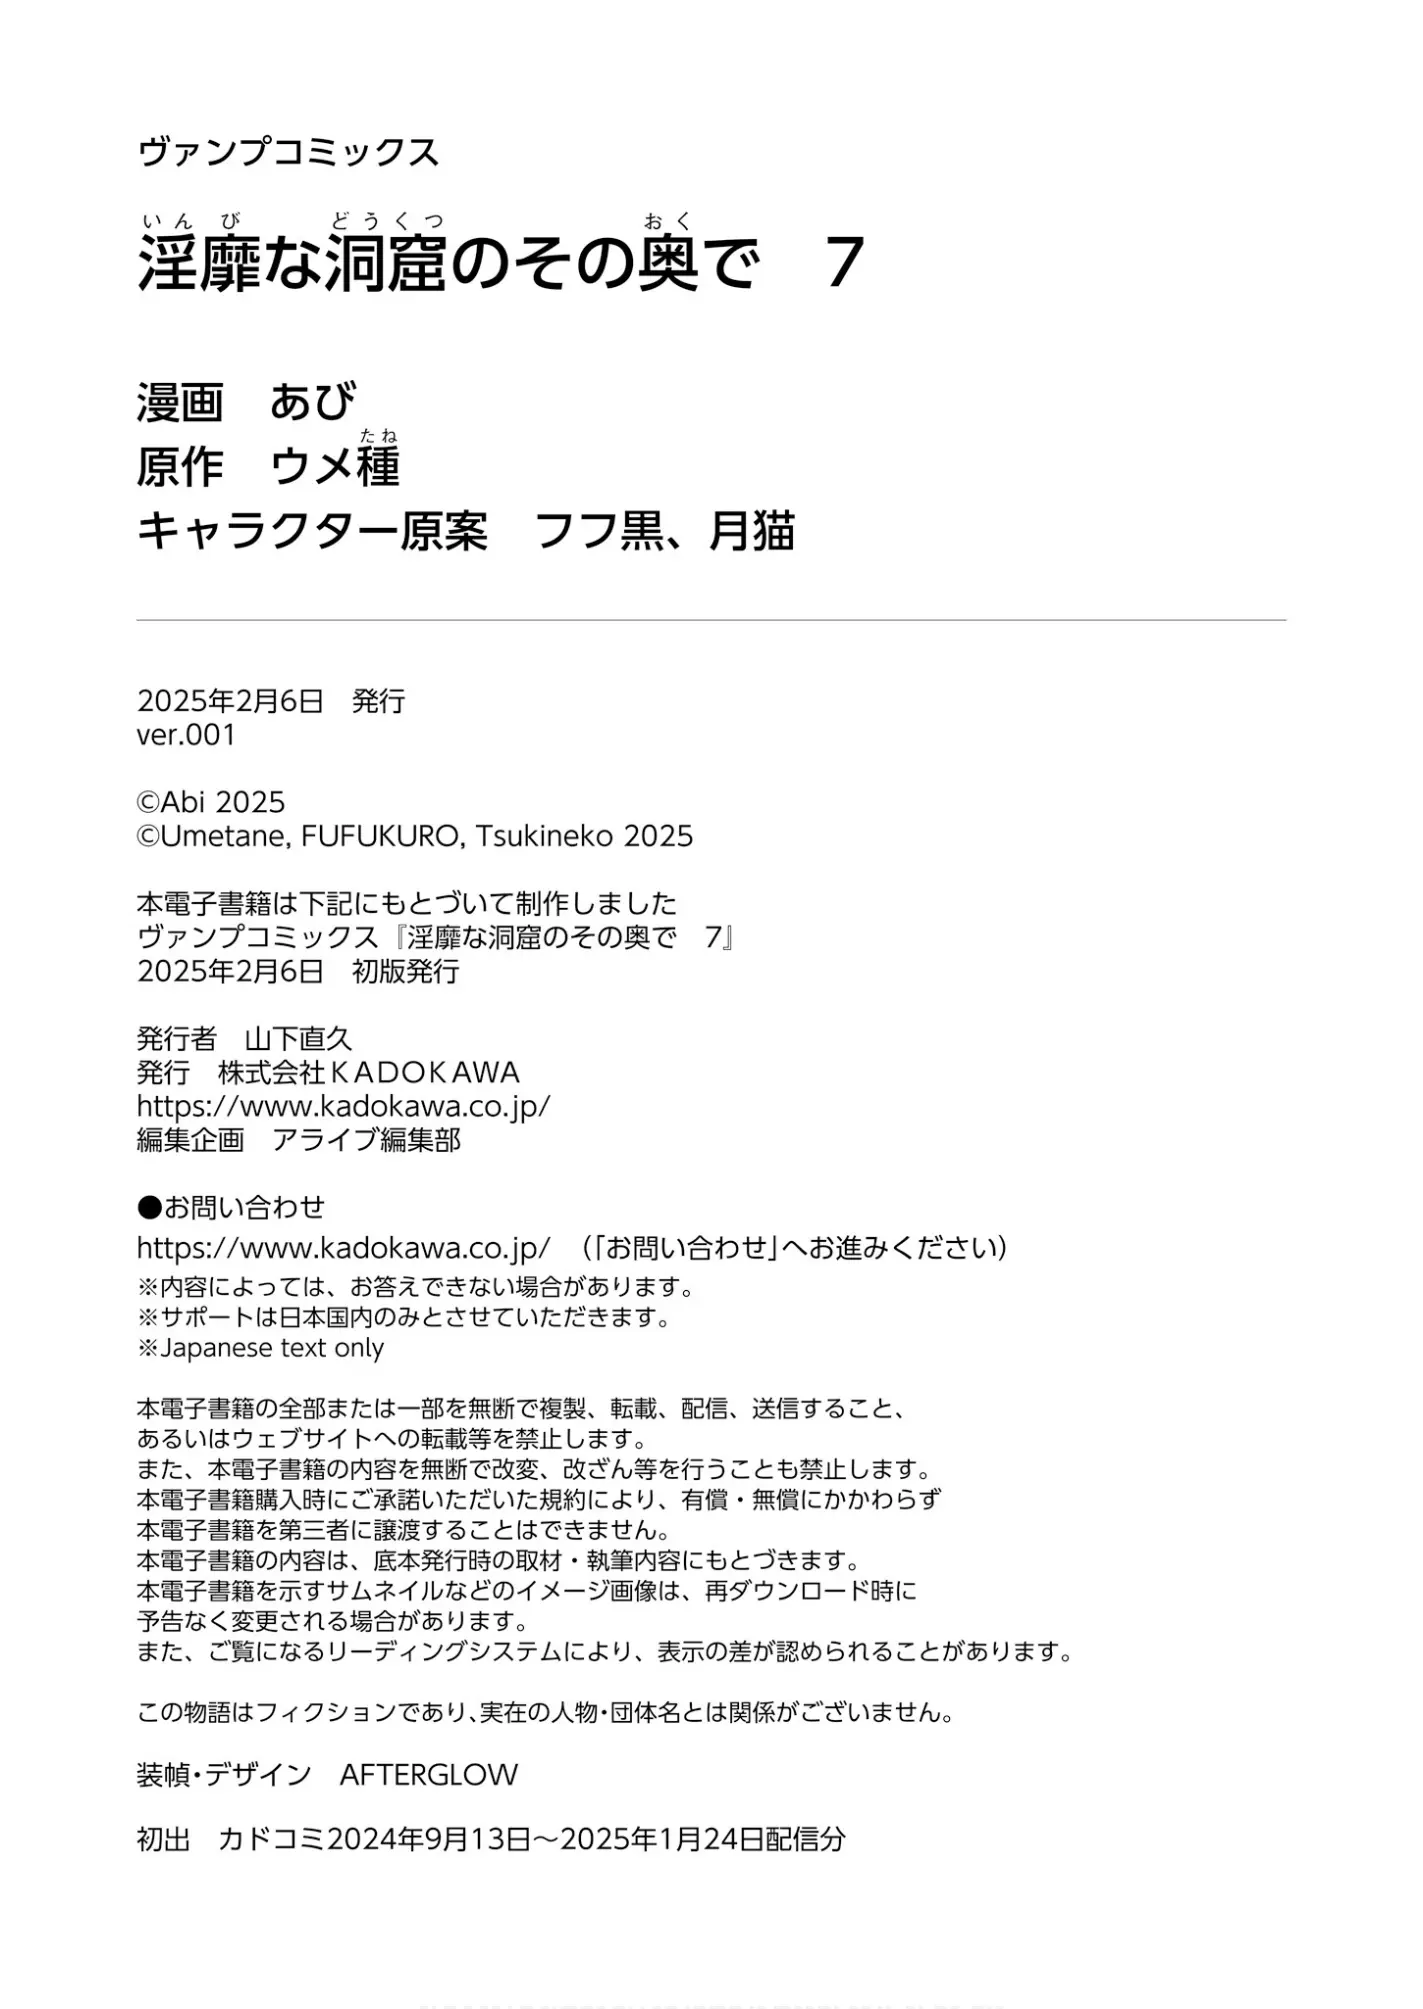 ヴァンプコミックス
いんび どうくつ おく
淫靡な洞窟のその奥で　7
漫画　あび
たね
原作　ウメ種
キャラクター原案　フフ黒、月猫
2025年2月6日　発行
ver.001
©Abi 2025
©Umetane, FUFUKURO, Tsukineko 2025
本電子書籍は下記にもとづいて制作しました
ヴァンプコミックス『淫靡な洞窟のその奥で　7』
2025年2月6日　初版発行
発行者　山下直久
発行　株式会社ＫＡＤＯＫＡＷＡ
https://www.kadokawa.co.jp/
編集企画　アライブ編集部
●お問い合わせ
https://www.kadokawa.co.jp/　（「お問い合わせ」へお進みください）
※内容によっては、お答えできない場合があります。
※サポートは日本国内のみとさせていただきます。
※Japanese text only
本電子書籍の全部または一部を無断で複製、転載、配信、送信すること、
あるいはウェブサイトへの転載等を禁止します。
また、本電子書籍の内容を無断で改変、改ざん等を行うことも禁止します。
本電子書籍購入時にご承諾いただいた規約により、有償・無償にかかわらず
本電子書籍を第三者に譲渡することはできません。
本電子書籍の内容は、底本発行時の取材・執筆内容にもとづきます。
本電子書籍を示すサムネイルなどのイメージ画像は、再ダウンロード時に
予告なく変更される場合があります。
また、ご覧になるリーディングシステムにより、表示の差が認められることがあります。
この物語はフィクションであり、実在の人物・団体名とは関係がございません。
装幀・デザイン　AFTERGLOW
初出　カドコミ2024年9月13日～2025年1月24日配信分